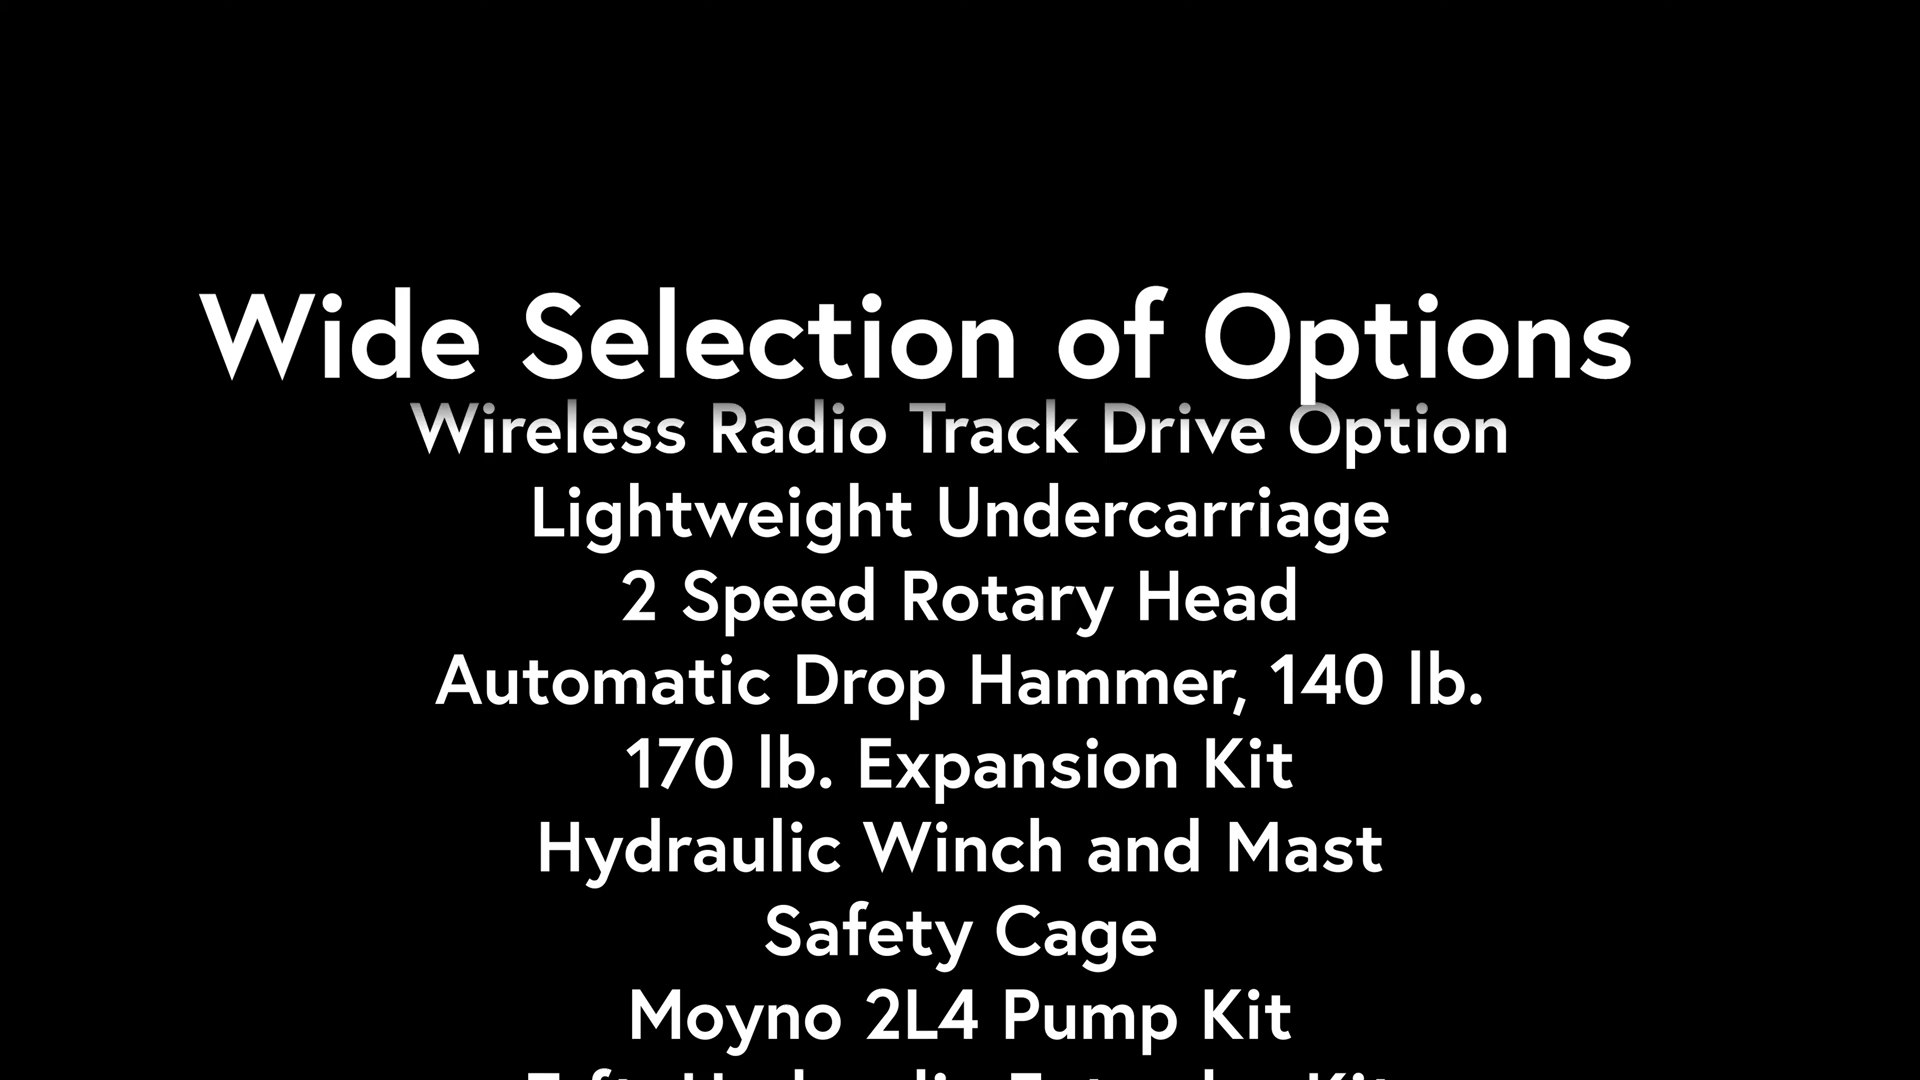 Wide Selection of Options
Wireless Radio Track Drive Option
Lightweight Undercarriage
2 Speed Rotary Head
Automatic Drop Hammer, 140 lb.
170 lb. Expansion Kit
Hydraulic Winch and Mast
Safety Cage
Moyno 2L4 Pump Kit